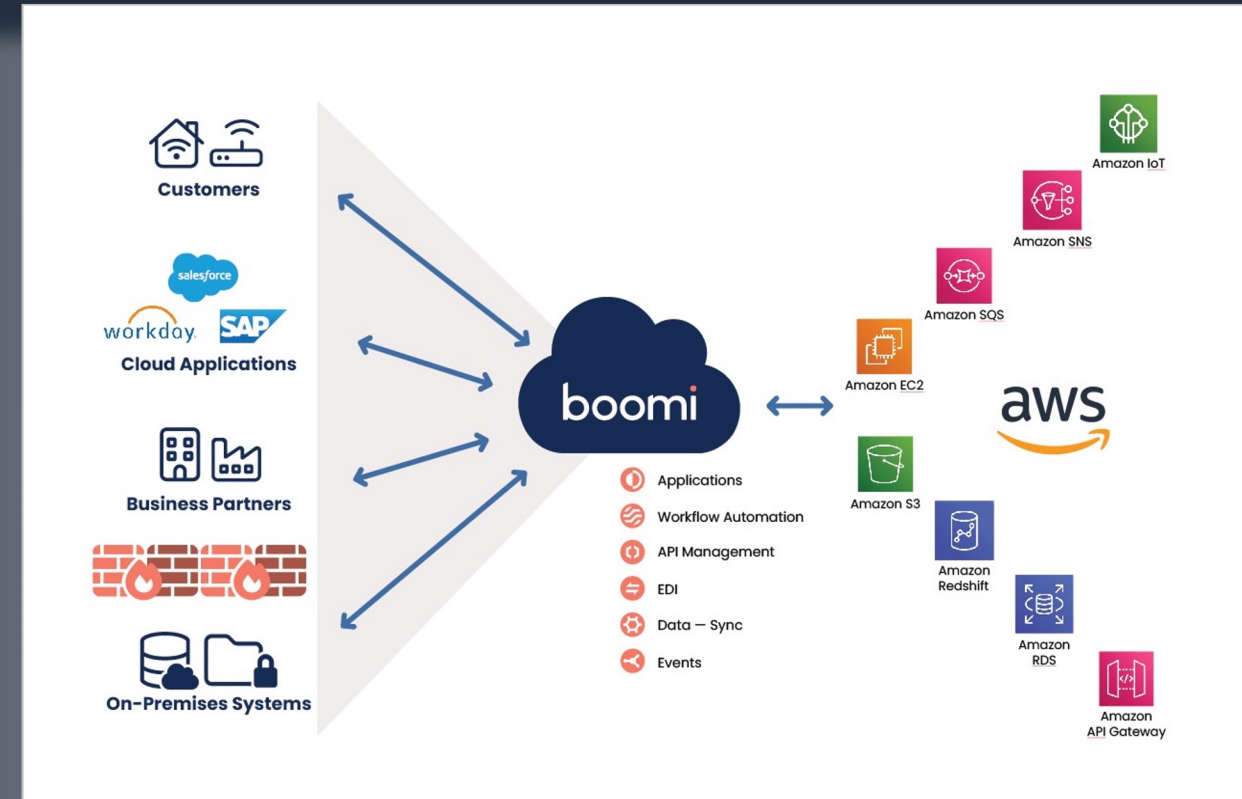 Customers
salesforce
workday.
SAP
Cloud Applications
Business Partners
On-Premises Systems
boomi
Applications
Workflow Automation
API Management
EDI
Data — Sync
Events
Amazon IoT
Amazon SNS
Amazon SQS
Amazon EC2
aws
Amazon S3
Amazon
Redshift
Amazon
RDS
Amazon
API Gateway